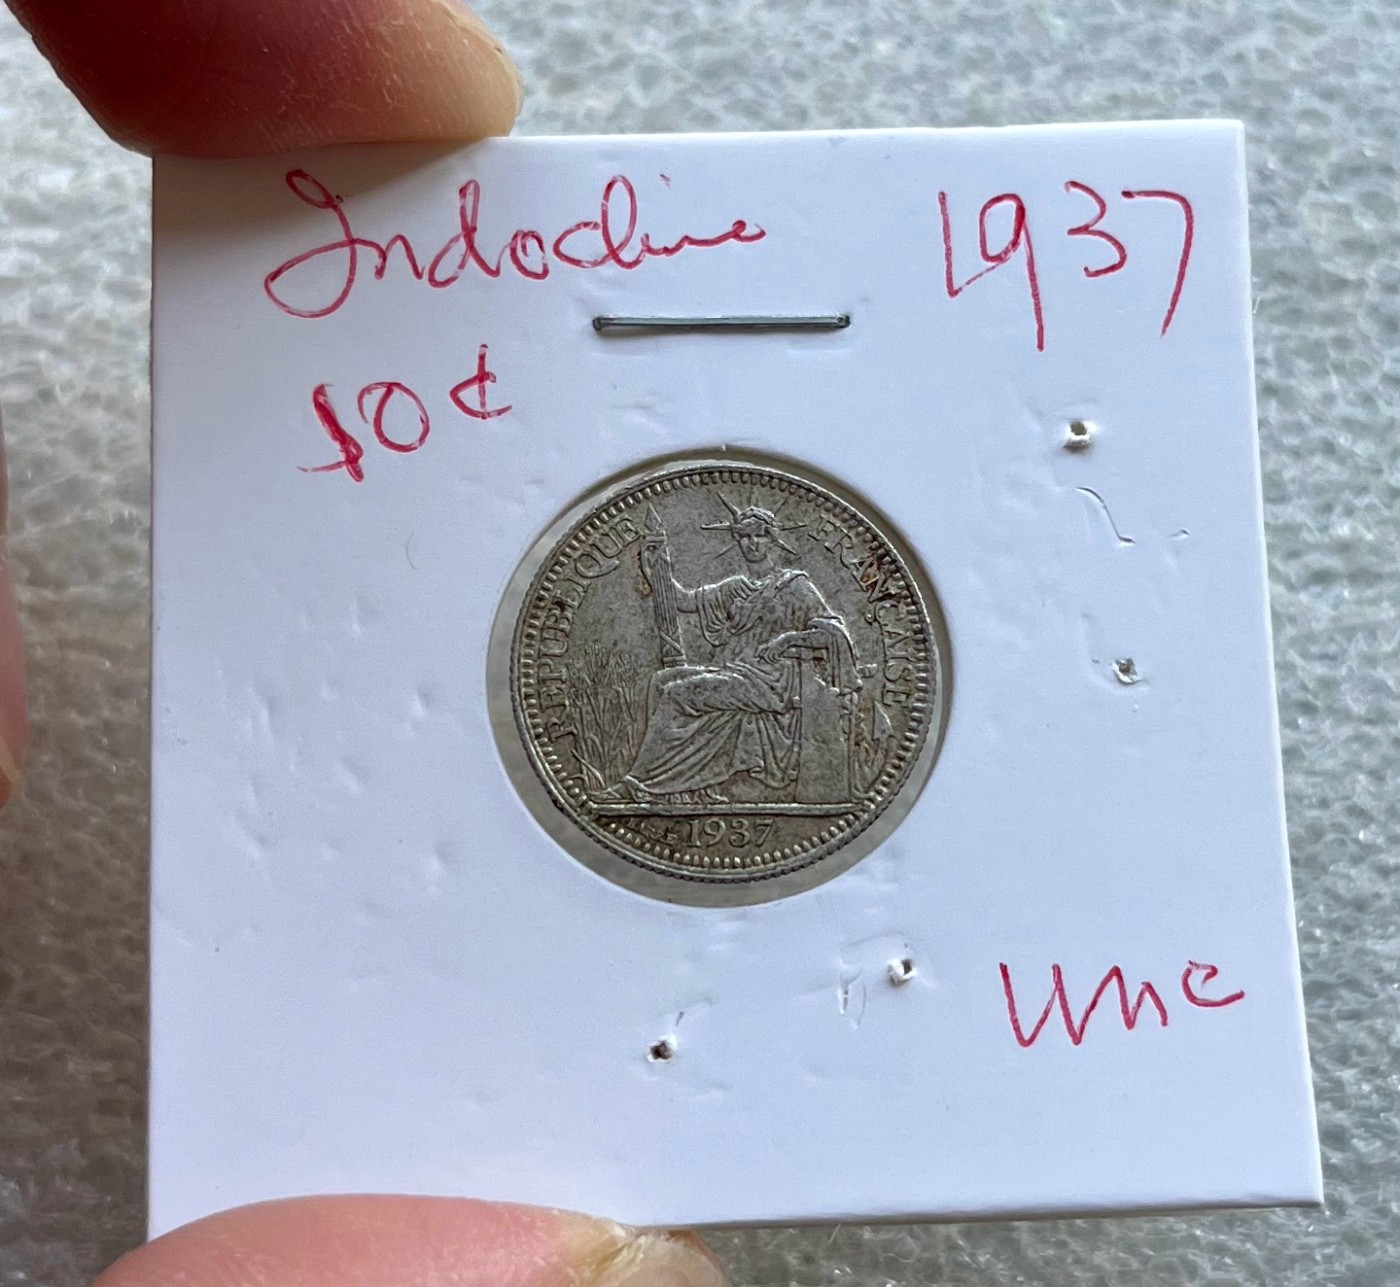 Indochine 1937
10¢
REPUBLIQUE FRANÇAISE
1937
Unc